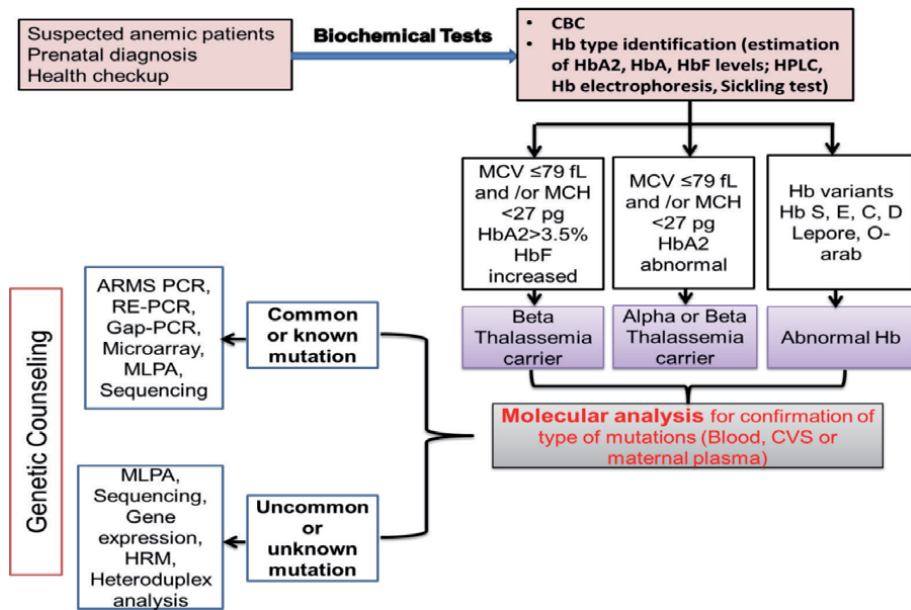 Suspected anemic patients
Prenatal diagnosis
Health checkup
Biochemical Tests
• CBC
• Hb type identification (estimation
of HbA2, HbA, HbF levels; HPLC,
Hb electrophoresis, Sickling test)
MCV ≤79 fL
and /or MCH
<27 pg
HbA2>3.5%
HbF
increased
MCV ≤79 fL
and /or MCH
<27 pg
HbA2
abnormal
Hb variants
Hb S, E, C, D
Lepore, O-
arab
Beta
Thalassemia
carrier
Alpha or Beta
Thalassemia
carrier
Abnormal Hb
Molecular analysis for confirmation of
type of mutations (Blood, CVS or
maternal plasma)
Common
or known
mutation
ARMS PCR,
RE-PCR,
Gap-PCR,
Microarray,
MLPA,
Sequencing
Uncommon
or
unknown
mutation
MLPA,
Sequencing,
Gene
expression,
HRM,
Heteroduplex
analysis
Genetic Counseling